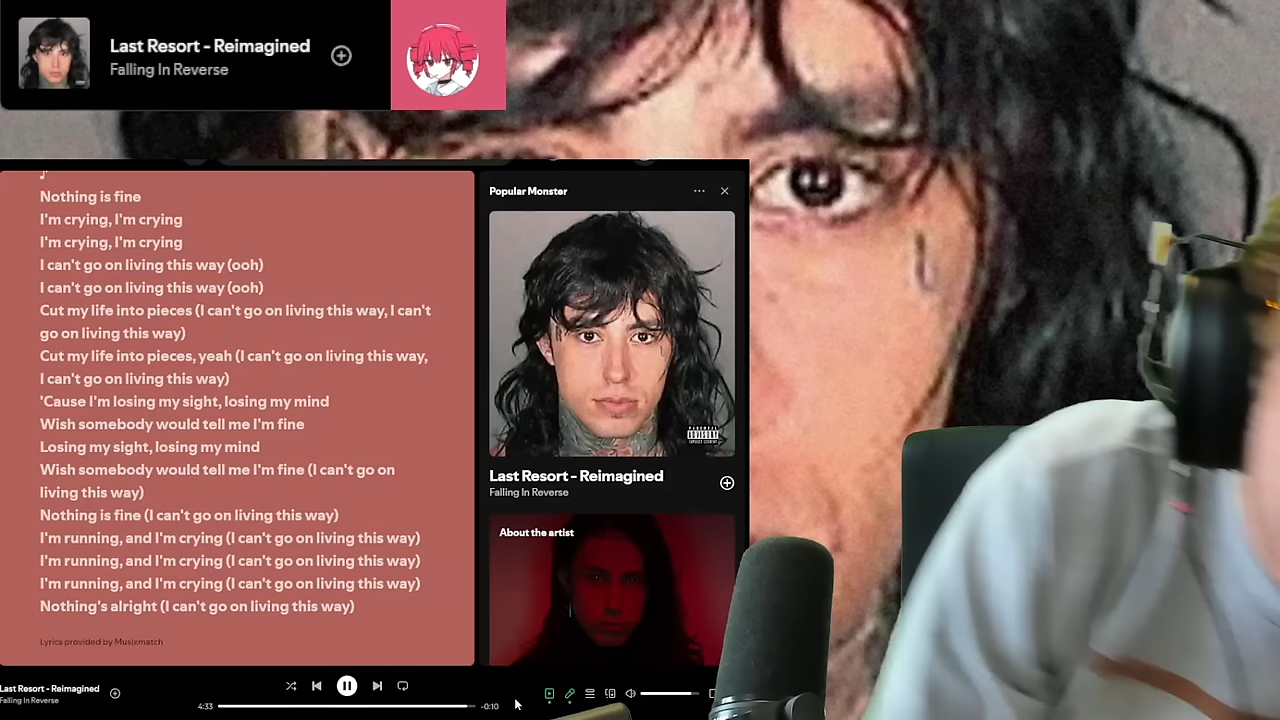 Last Resort - Reimagined
Falling In Reverse
Nothing is fine
I'm crying, I'm crying
I'm crying, I'm crying
I can't go on living this way (ooh)
I can't go on living this way (ooh)
Cut my life into pieces (I can't go on living this way, I can't
go on living this way)
Cut my life into pieces, yeah (I can't go on living this way,
I can't go on living this way)
'Cause I'm losing my sight, losing my mind
Wish somebody would tell me I'm fine
Losing my sight, losing my mind
Wish somebody would tell me I'm fine (I can't go on
living this way)
Nothing is fine (I can't go on living this way)
I'm running, and I'm crying (I can't go on living this way)
I'm running, and I'm crying (I can't go on living this way)
I'm running, and I'm crying (I can't go on living this way)
Nothing's alright (I can't go on living this way)
Lyrics provided by Musixmatch
Popular Monster
PARENTAL
ADVISORY
EXPLICIT CONTENT
Last Resort - Reimagined
Falling In Reverse
About the artist
Last Resort - Reimagined
Falling In Reverse
4:33
-0:10